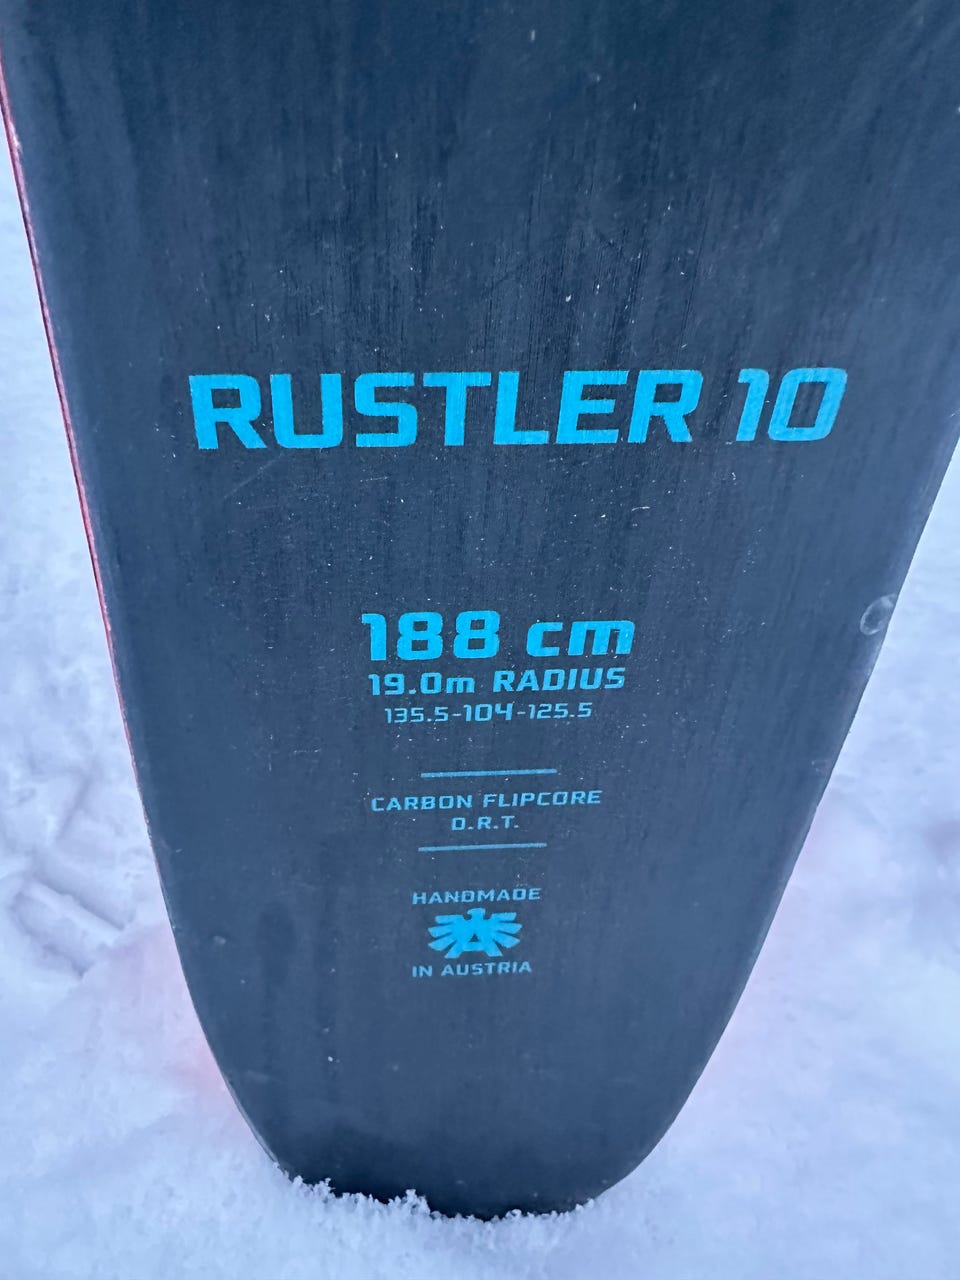 RUSTLER 10
188 cm
19.0m RADIUS
135.5-104-125.5
CARBON FLIPCORE
D.R.T.
HANDMADE
IN AUSTRIA